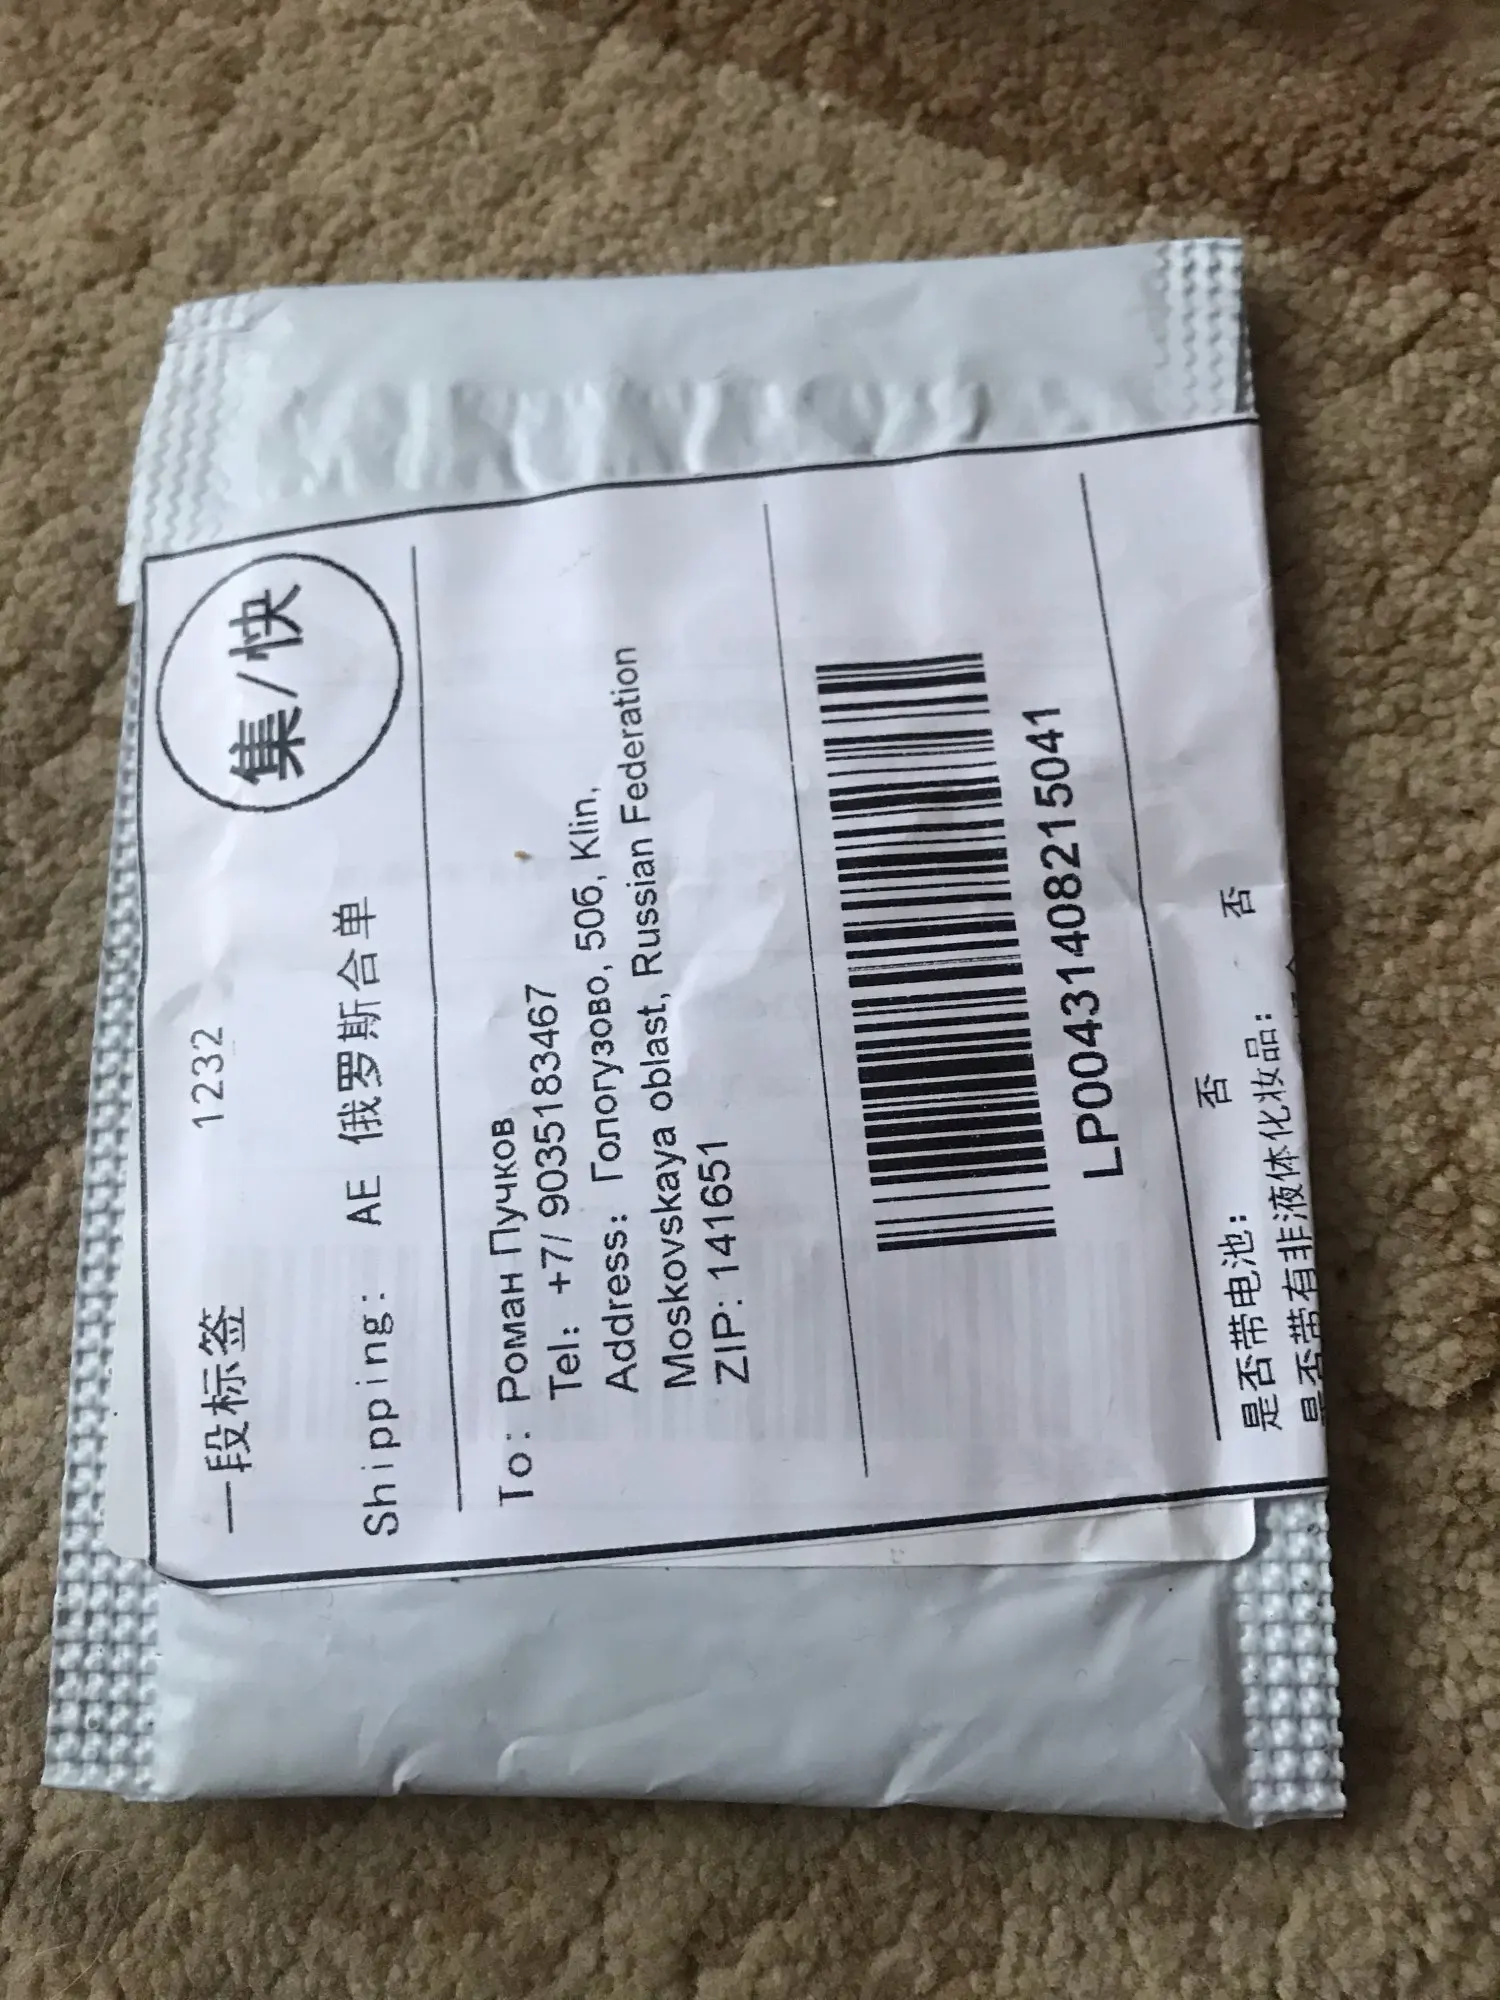 一段标签 1232 集/快
Shipping: AE 俄罗斯合单
To: Роман Пучков
Tel: +7/ 9035183467
Address: Гологузово, 506, Klin,
Moskovskaya oblast, Russian Federation
ZIP: 141651
LP00431408215041
是否带电池: 否
是否带有非液体化妆品: 否